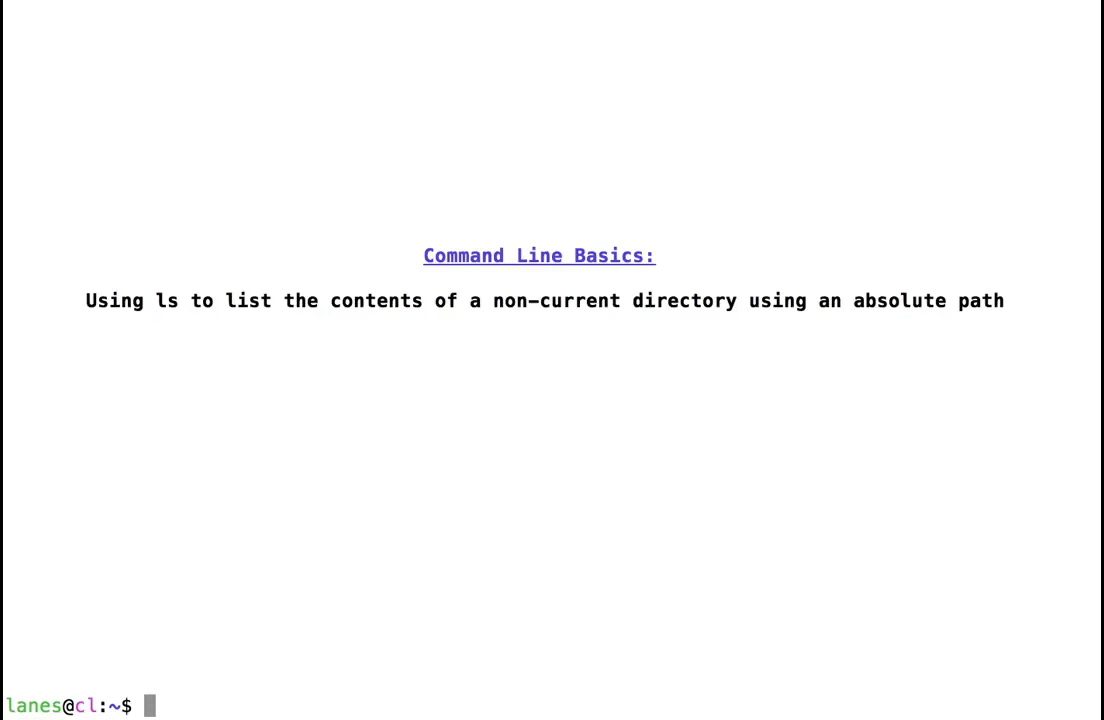 Command Line Basics:
Using ls to list the contents of a non-current directory using an absolute path
lanes@cl:~$